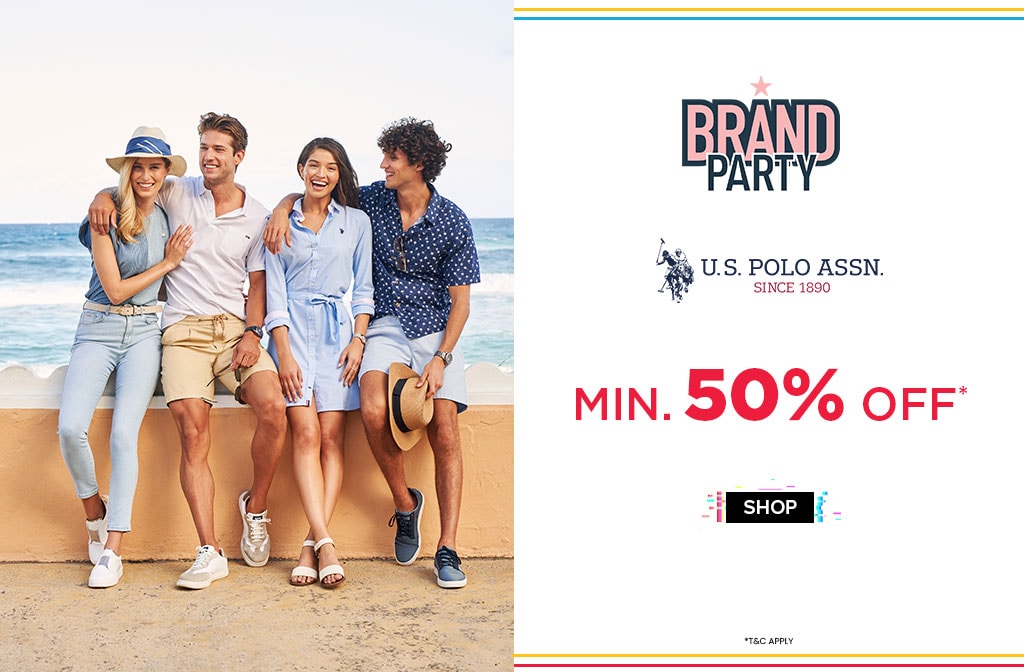 BRAND
PARTY
U.S. POLO ASSN.
SINCE 1890
MIN. 50% OFF*
SHOP
*T&C APPLY